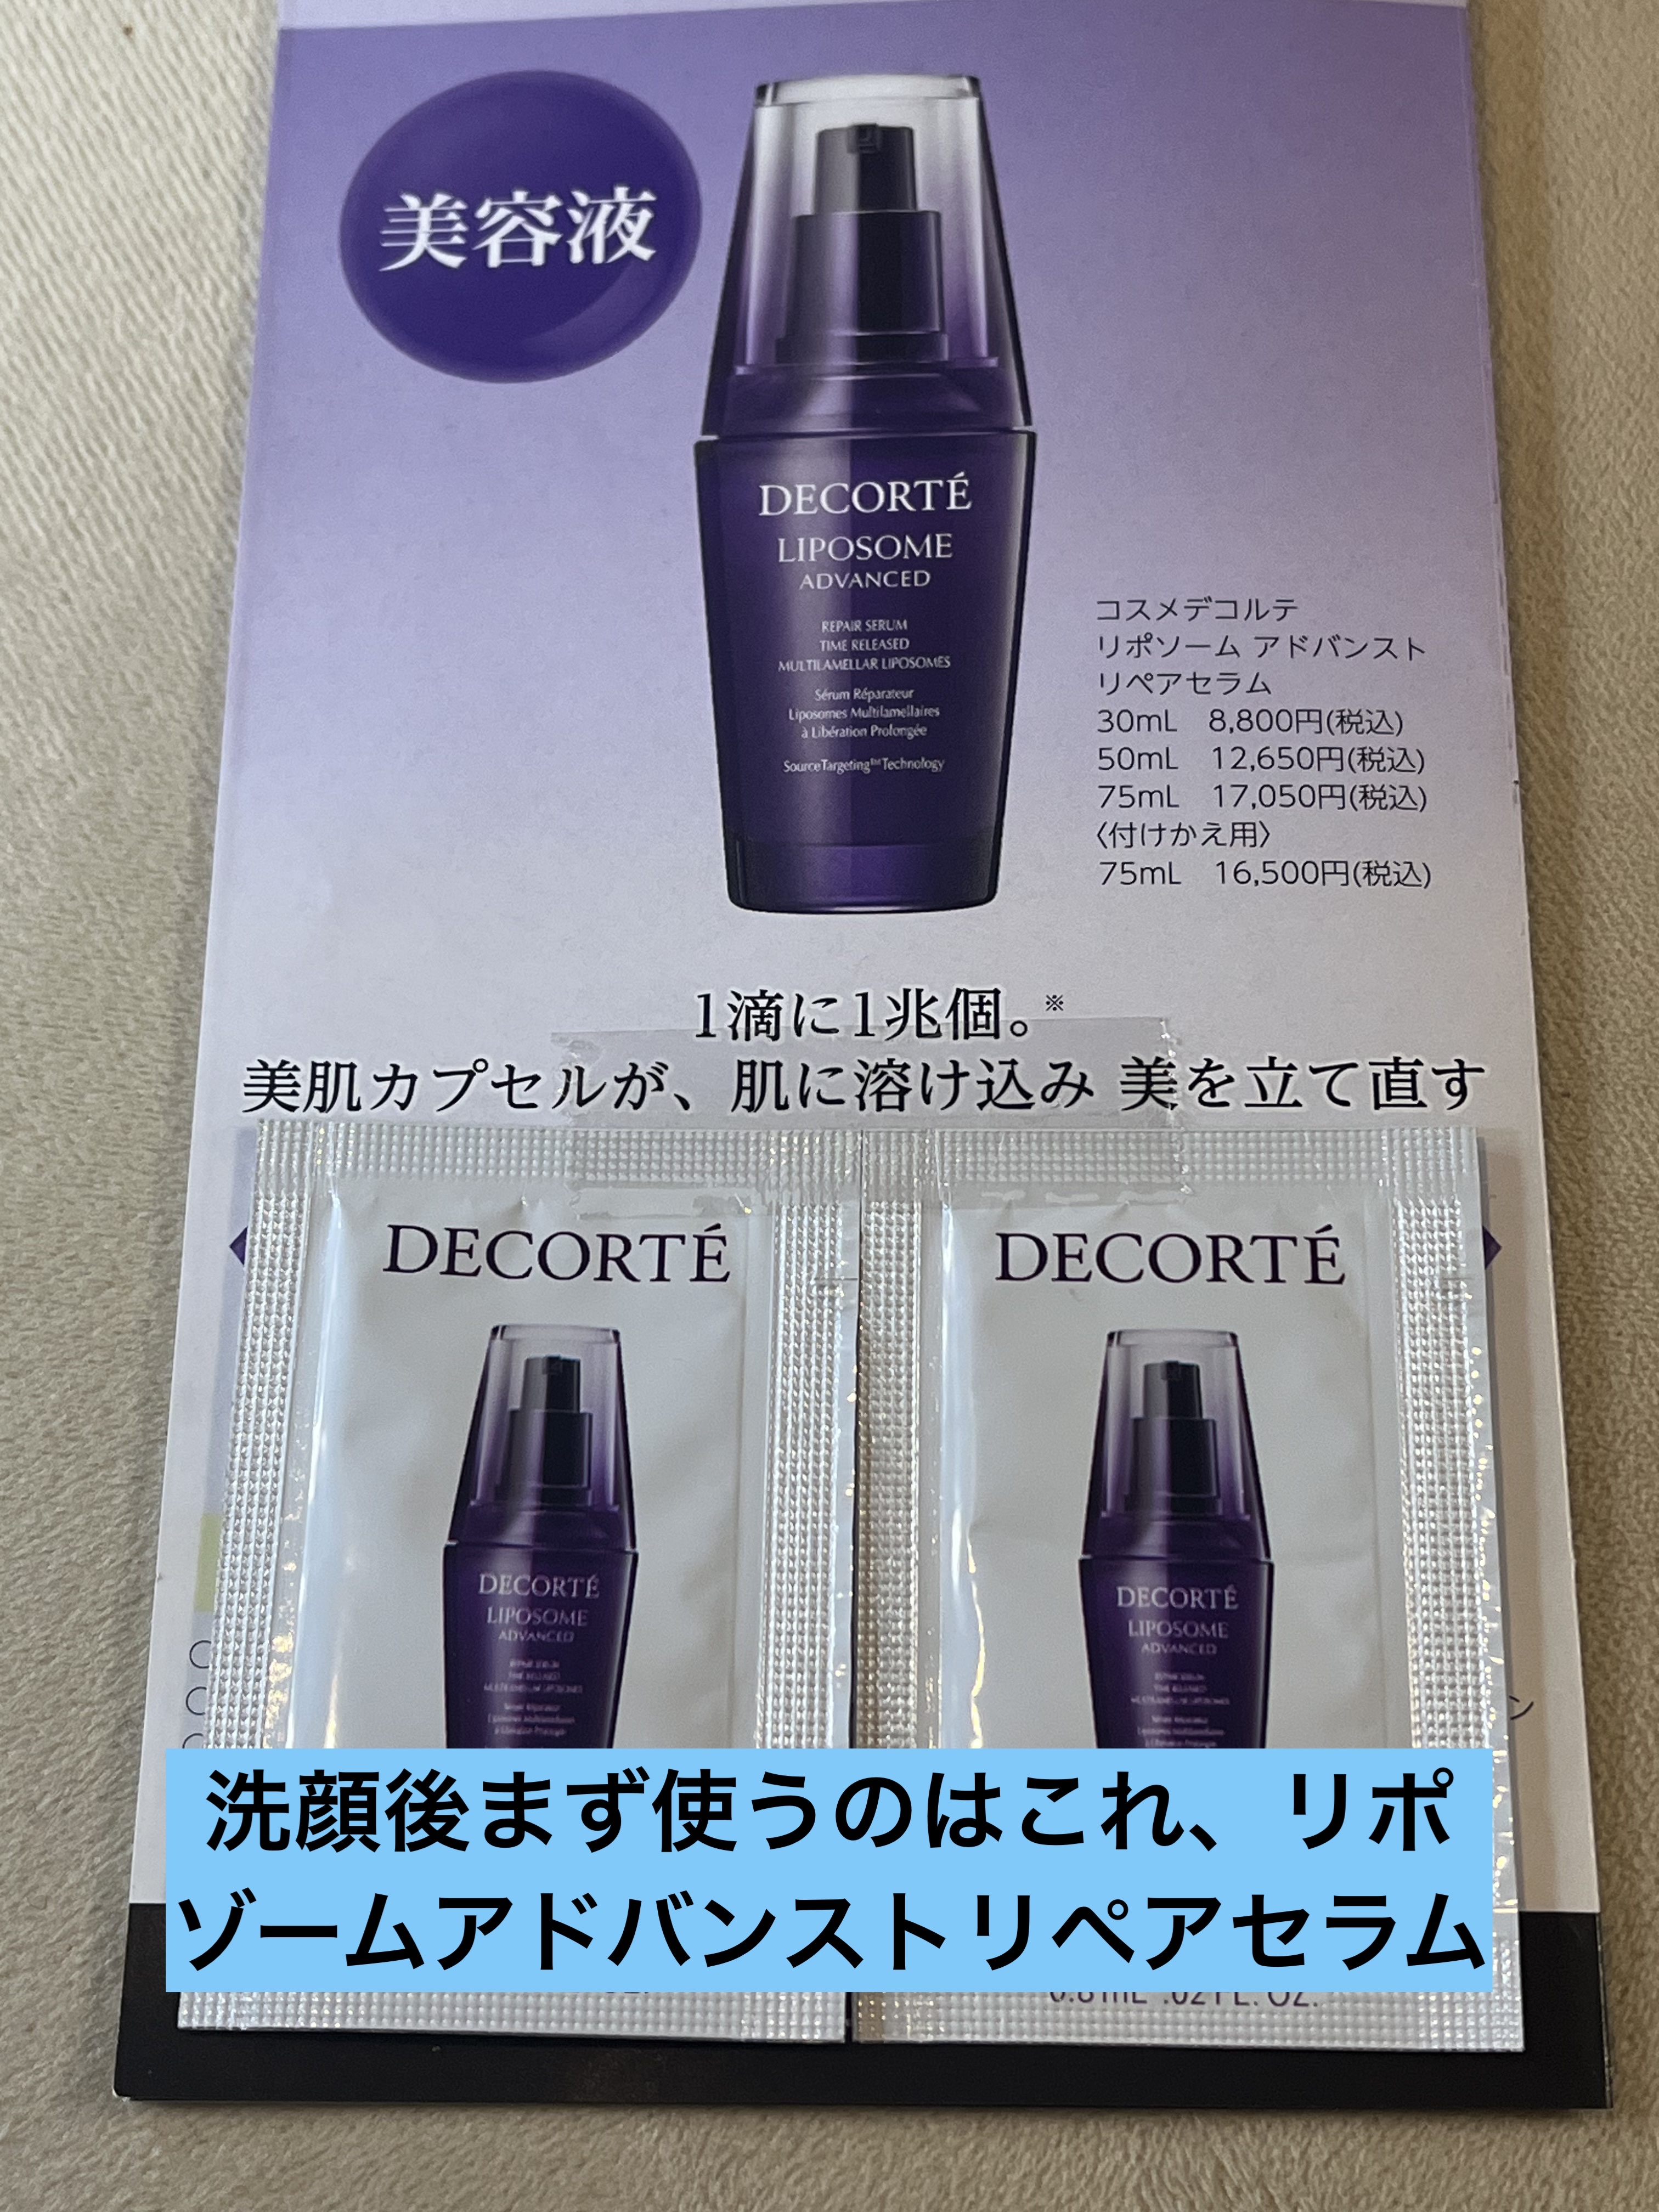 美容液
DECORTÉ
LIPOSOME
ADVANCED
REPAIR SERUM
TIME RELEASED
MULTILAMELLAR LIPOSOMES
Sérum Réparateur
Liposomes Multilamellaires
à Libération Prolongée
SourceTargeting™Technology
コスメデコルテ
リポソーム アドバンスト
リペアセラム
30mL 8,800円(税込)
50mL 12,650円(税込)
75mL 17,050円(税込)
〈付けかえ用〉
75mL 16,500円(税込)
1滴に1兆個。※
美肌カプセルが、肌に溶け込み 美を立て直す
DECORTÉ
DECORTÉ
LIPOSOME
ADVANCED
DECORTÉ
DECORTÉ
LIPOSOME
ADVANCED
洗顔後まず使うのはこれ、リポ
ゾームアドバンストリペアセラム